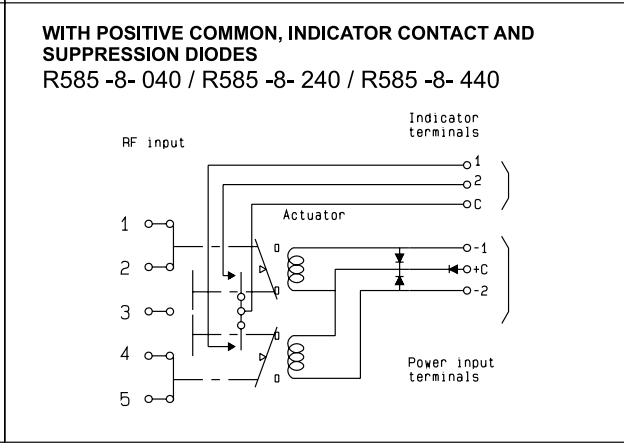 WITH POSITIVE COMMON, INDICATOR CONTACT AND
SUPPRESSION DIODES
R585 -8- 040 / R585 -8- 240 / R585 -8- 440
Indicator
terminals
RF input
1
2
C
Actuator
1
2
3
4
5
-1
+C
-2
Power input
terminals